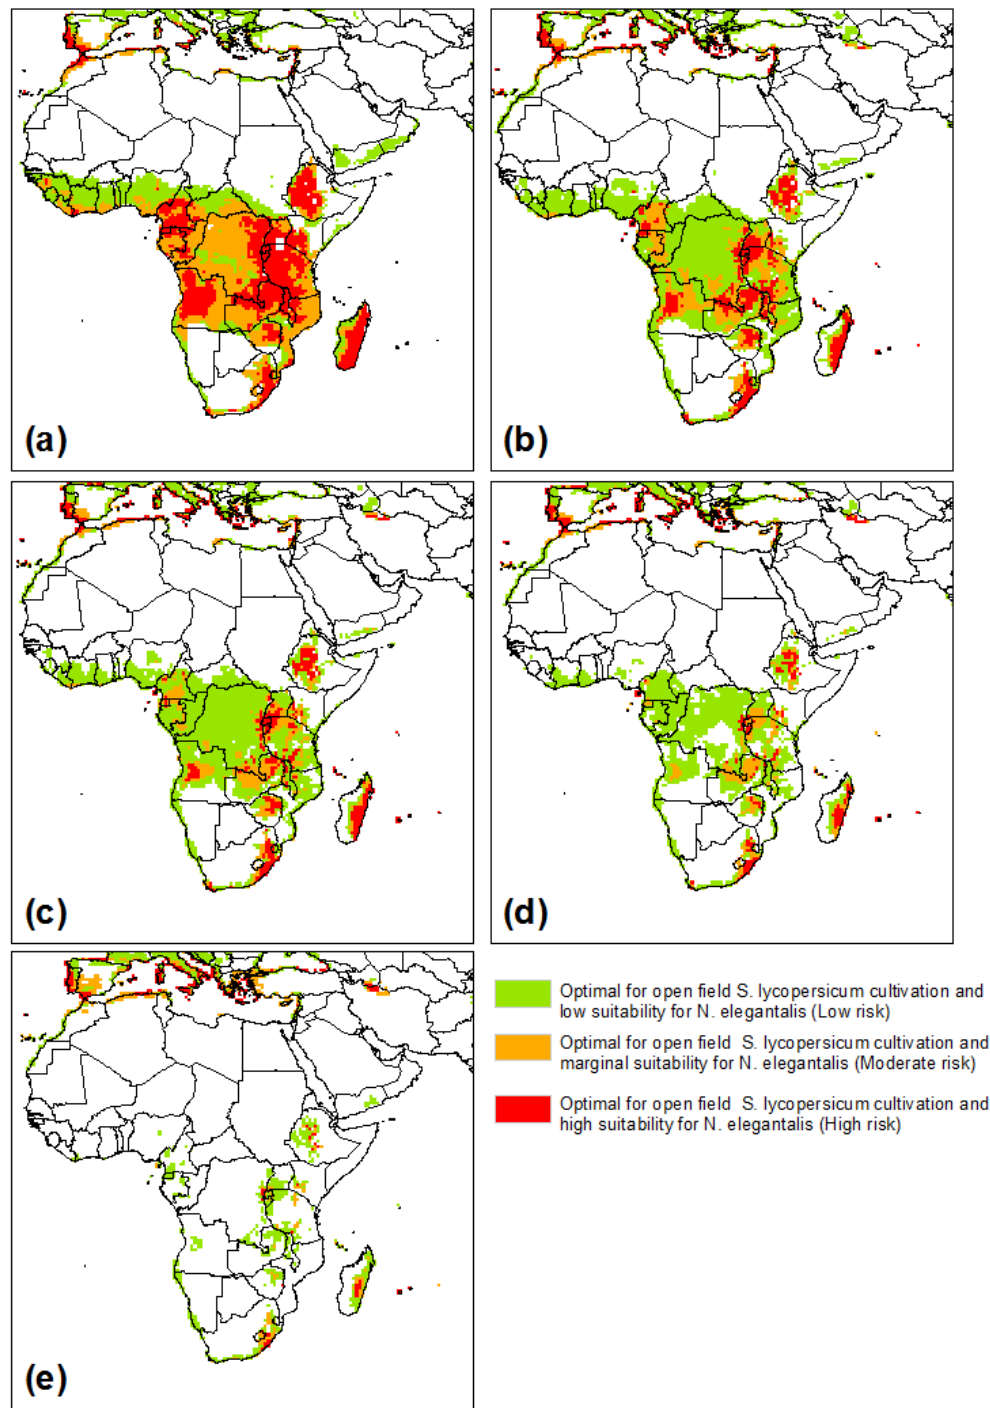 (a)
(b)
(c)
(d)
(e)
Optimal for open field S. lycopersicum cultivation and
low suitability for N. elegantalis (Low risk)
Optimal for open field S. lycopersicum cultivation and
marginal suitability for N. elegantalis (Moderate risk)
Optimal for open field S. lycopersicum cultivation and
high suitability for N. elegantalis (High risk)